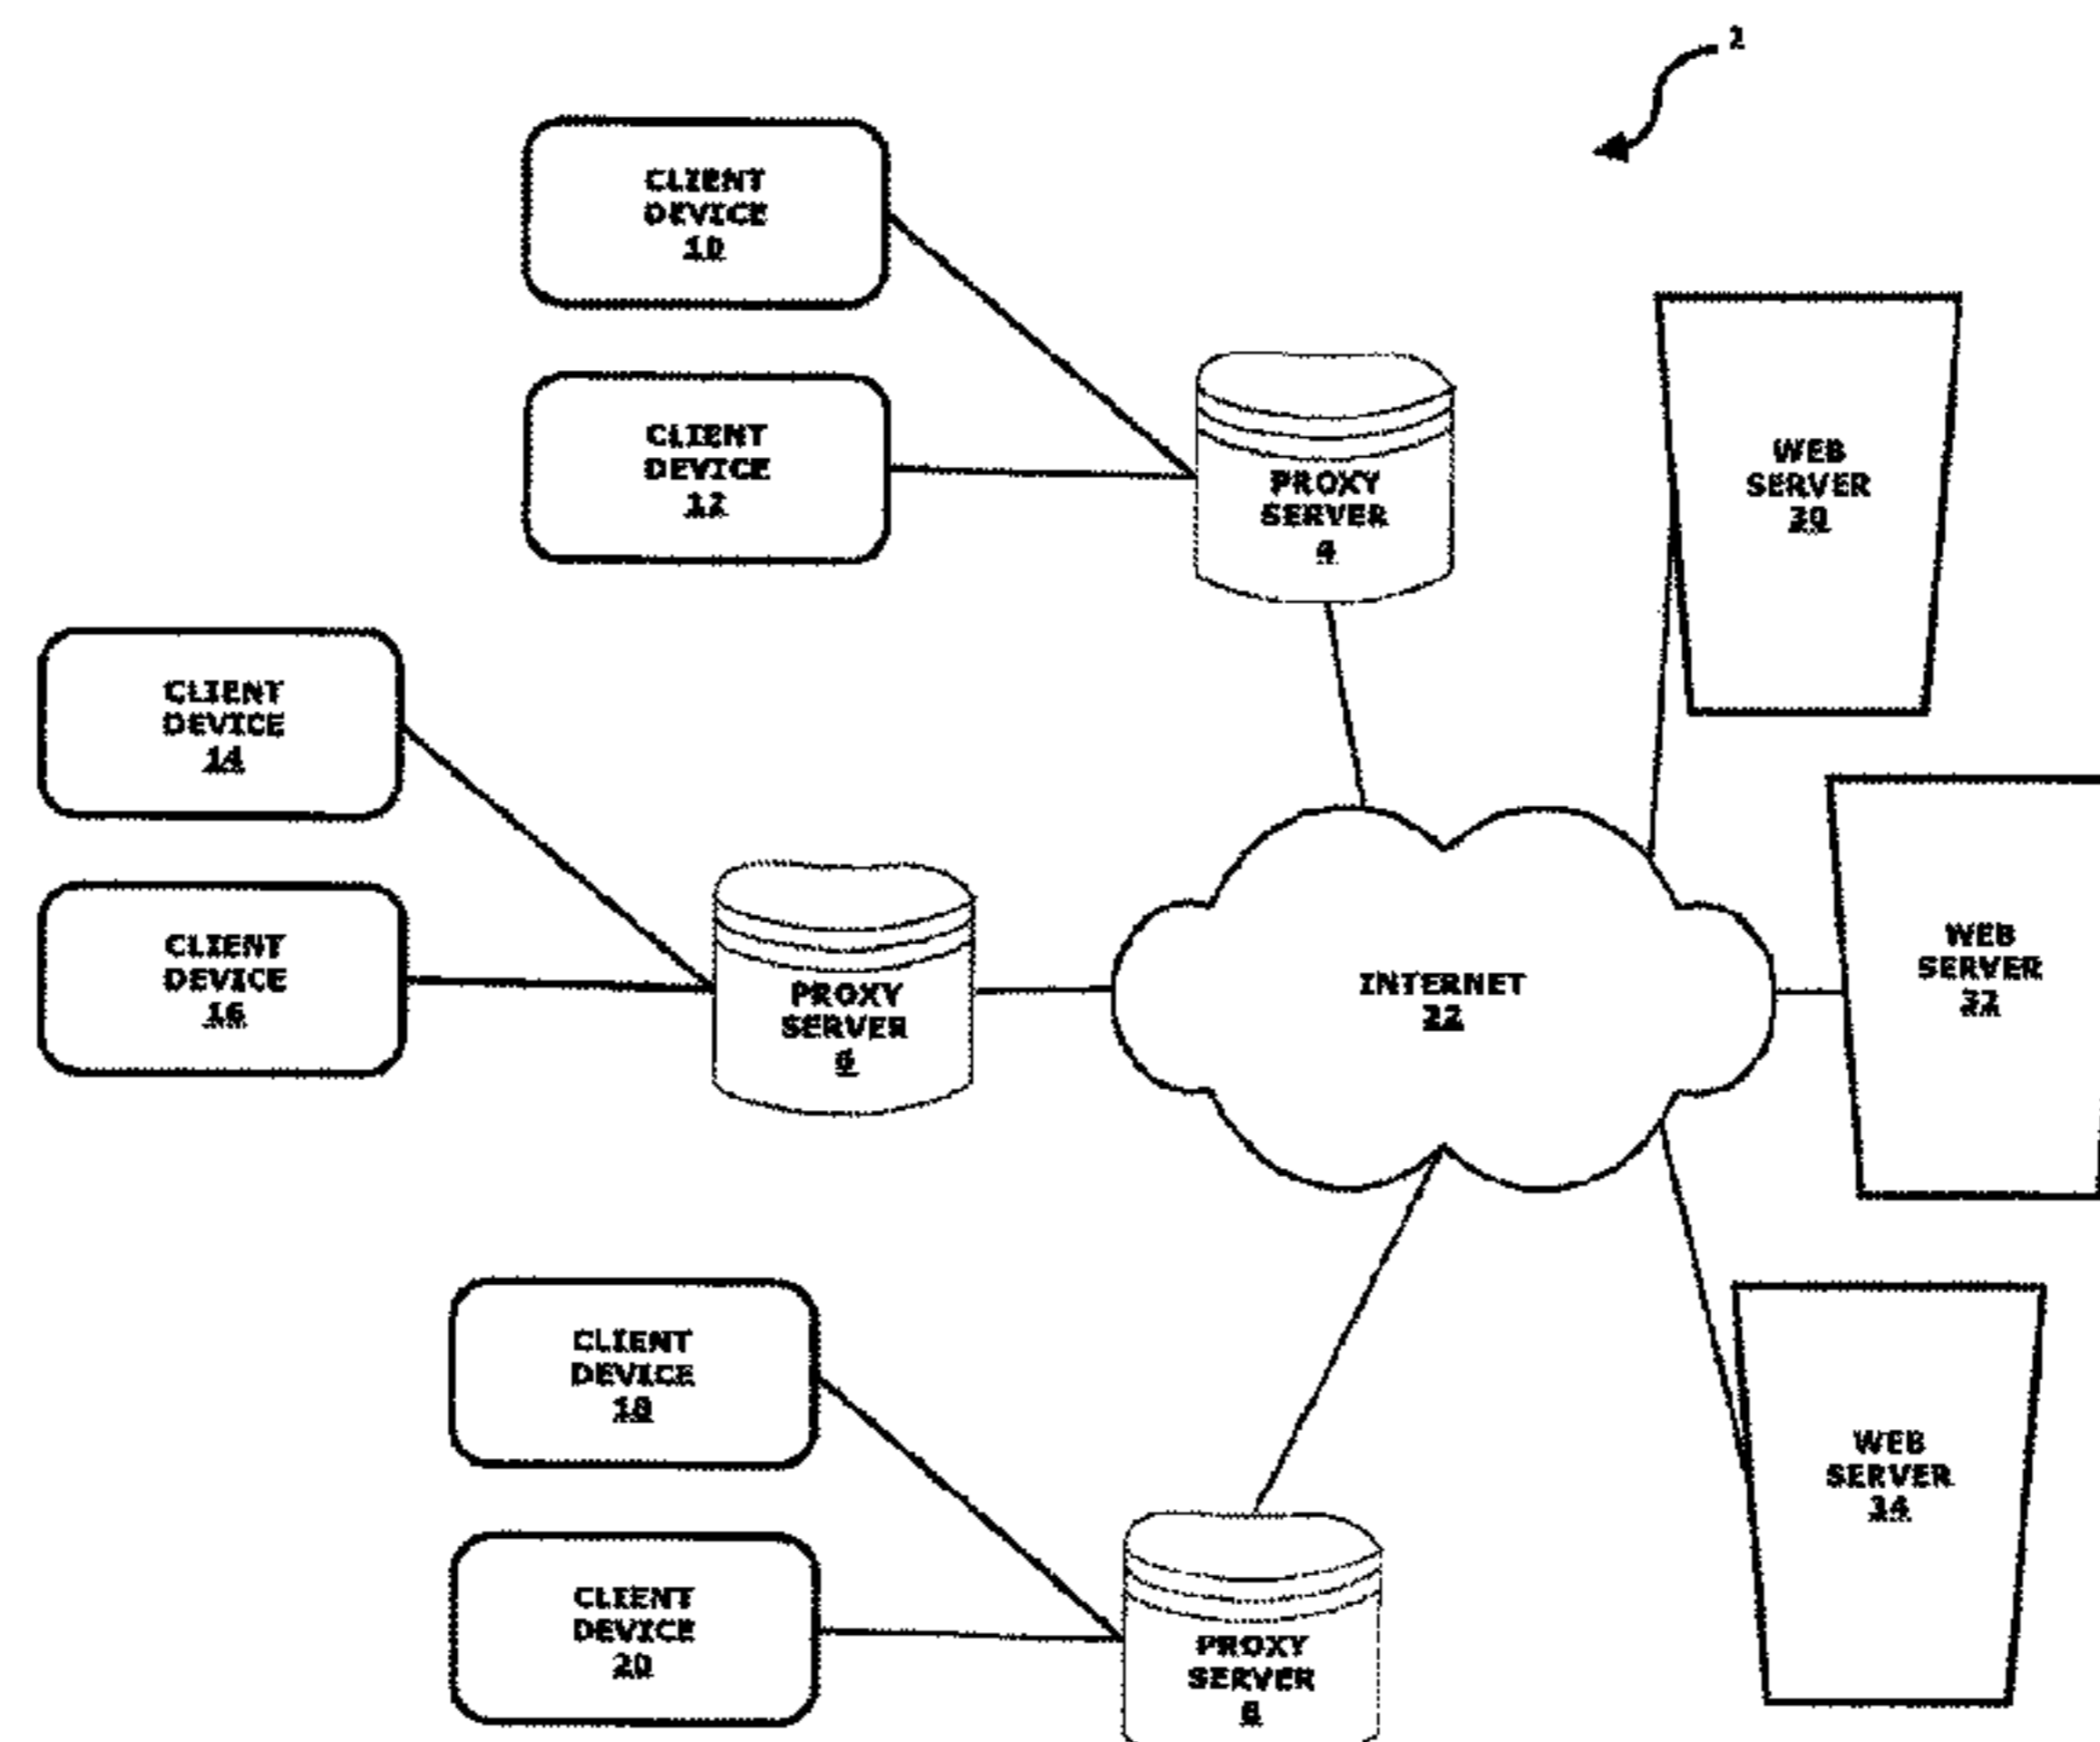 2
CLIENT
DEVICE
10
CLIENT
DEVICE
12
PROXY
SERVER
4
WEB
SERVER
30
CLIENT
DEVICE
14
CLIENT
DEVICE
16
PROXY
SERVER
6
INTERNET
22
WEB
SERVER
32
CLIENT
DEVICE
18
CLIENT
DEVICE
20
PROXY
SERVER
8
WEB
SERVER
34